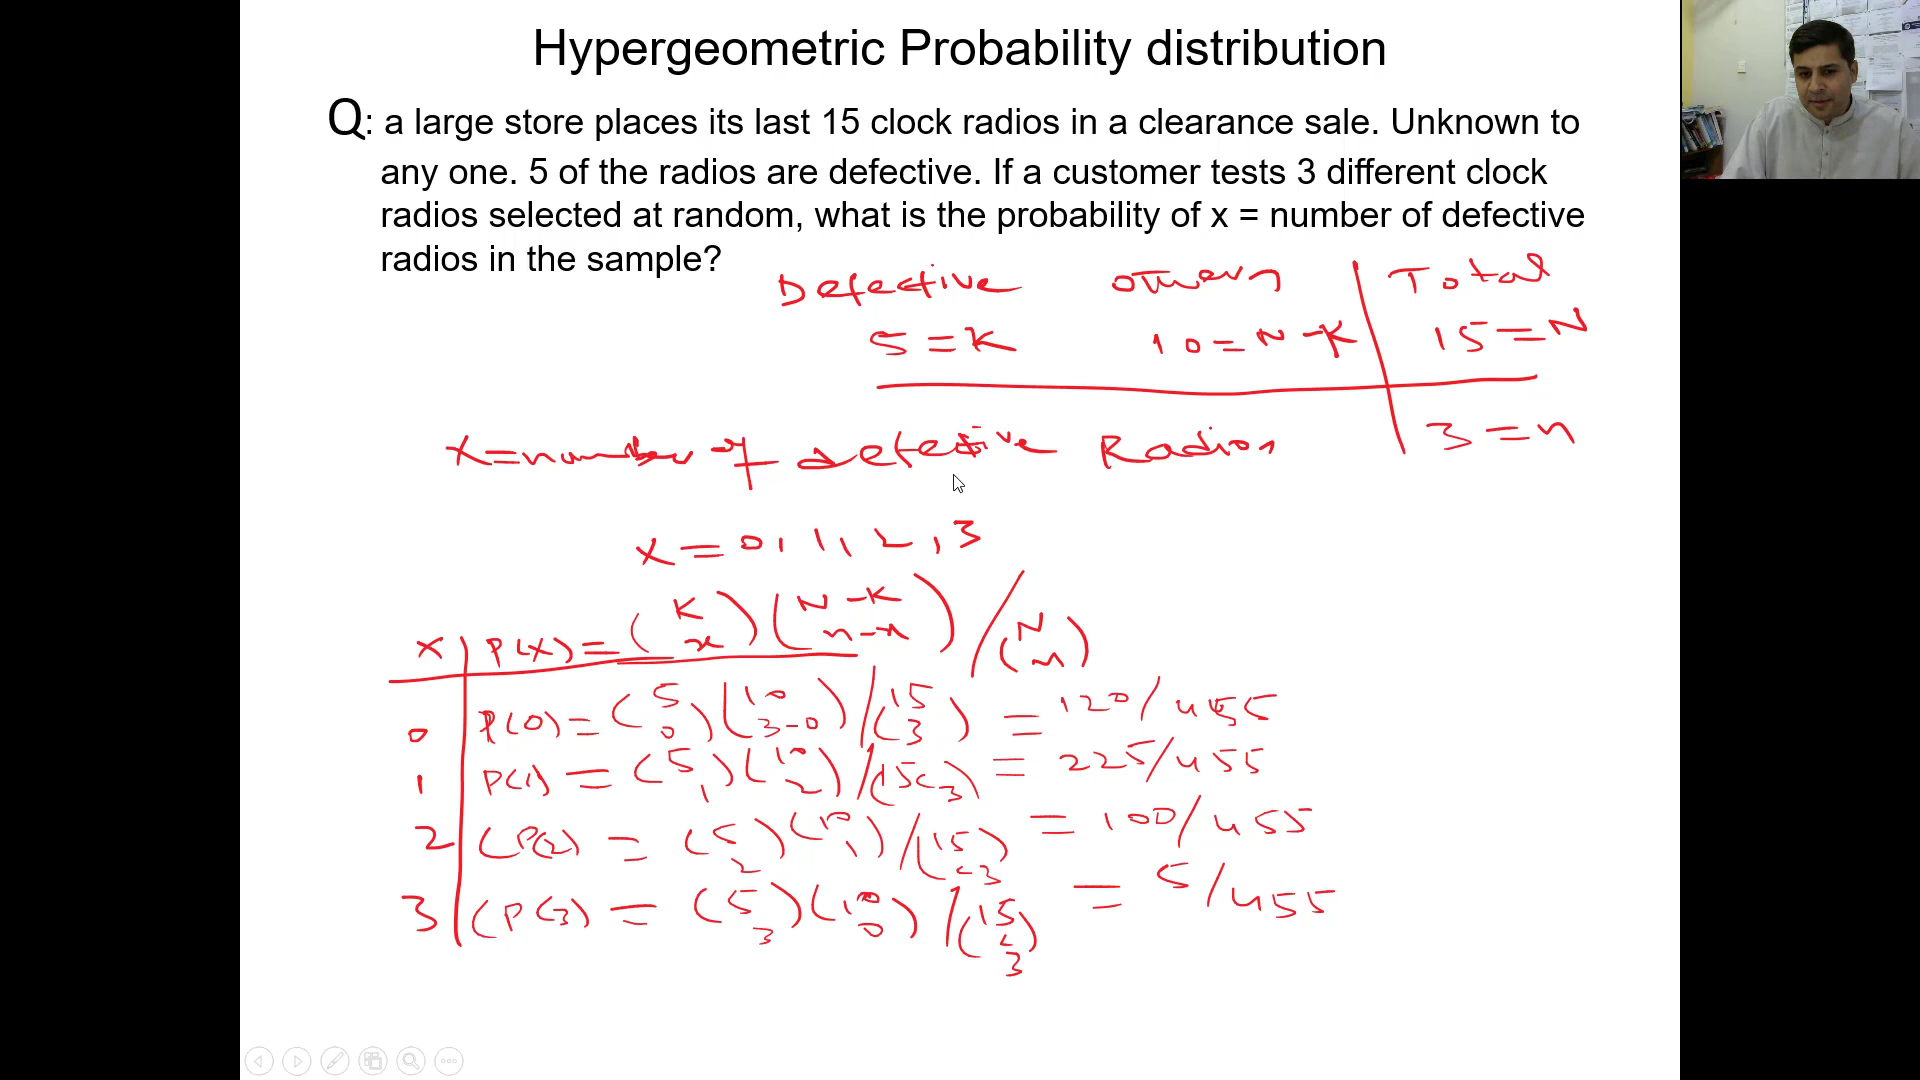 Hypergeometric Probability distribution
Q: a large store places its last 15 clock radios in a clearance sale. Unknown to
any one. 5 of the radios are defective. If a customer tests 3 different clock
radios selected at random, what is the probability of x = number of defective
radios in the sample?
Defective others Total
5 = K 10 = N - K 15 = N
3 = n
X = number of defective Radios
X = 0, 1, 2, 3
x P(X) = (K x) (N - K n - x) / (N n)
0 P(0) = (5 0) (10 3-0) / (15 3) = 120/455
1 P(1) = (5 1) (10 2) / (15C3) = 225/455
2 (P(2) = (5 2) (10 1) / (15C3) = 100/455
3 (P(3) = (5 3) (10 0) / (15C3) = 5/455